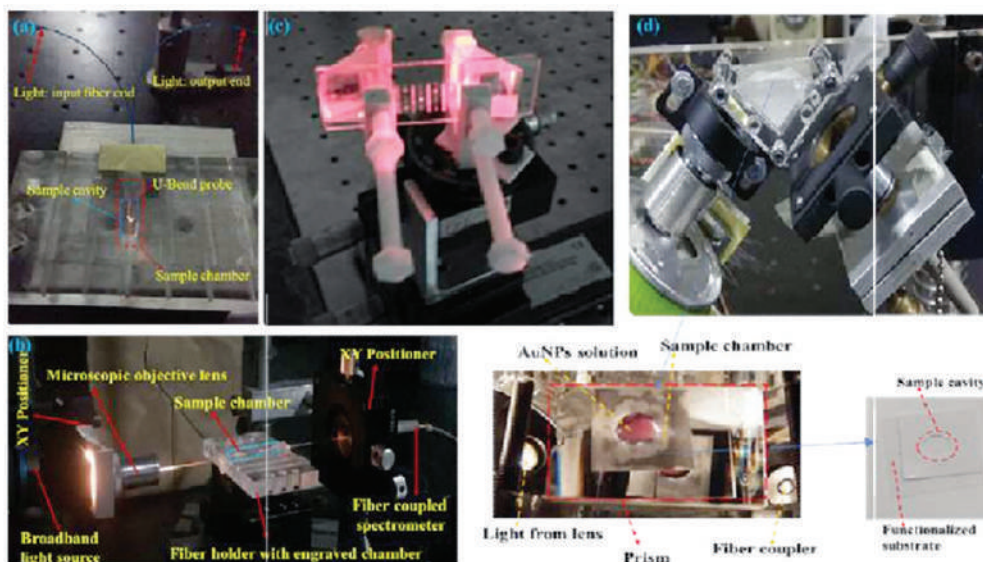 (a)
Light: input fiber end
Light: output end
U-Bead probe
Sample cavity
Sample chamber
(c)
(d)
(b)
XY Positioner
Microscopic objective lens
Sample chamber
XY Positioner
Broadband
light source
Fiber holder with engraved chamber
Fiber coupled
spectrometer
AuNPs solution
Sample chamber
Light from lens
Prism
Fiber coupler
Sample cavity
Functionalized
substrate